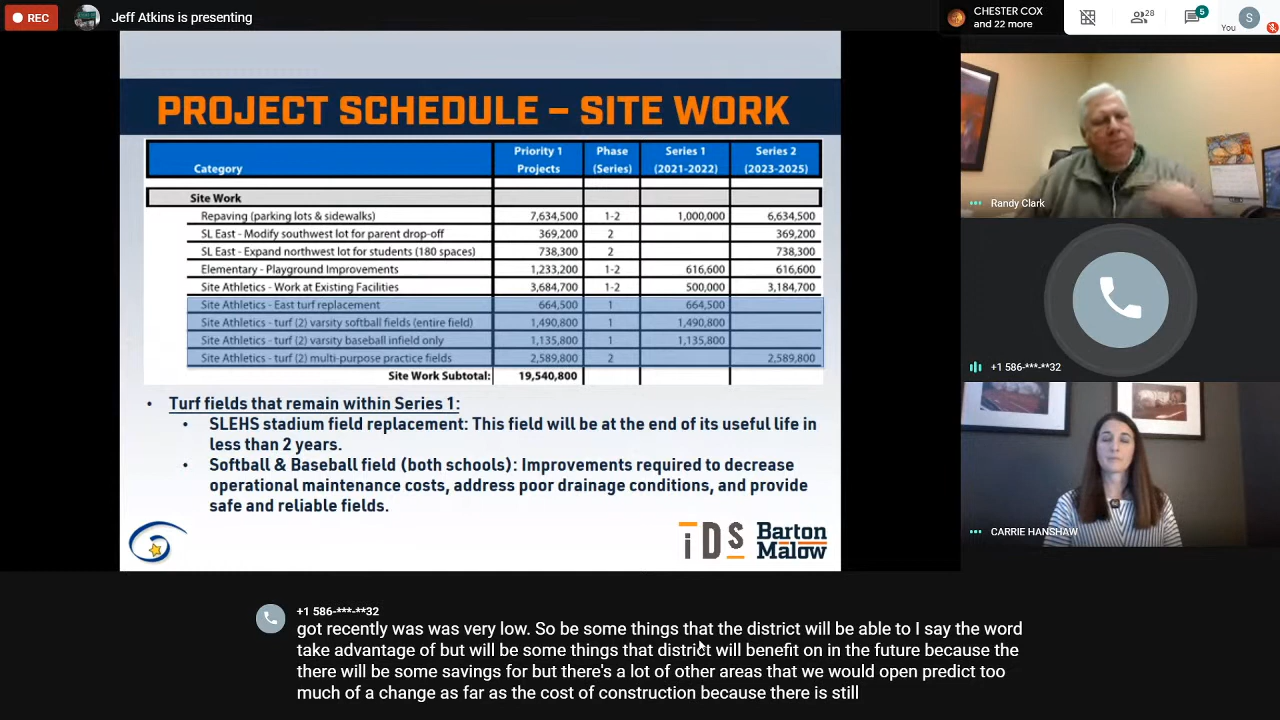 REC
Jeff Atkins is presenting
CHESTER COX
and 22 more
28
5
You
S
PROJECT SCHEDULE – SITE WORK
Category Priority 1 Projects Phase (Series) Series 1 (2021-2022) Series 2 (2023-2025)
Site Work
Repaving (parking lots & sidewalks) 7,634,500 1-2 1,000,000 6,634,500
SL East - Modify southwest lot for parent drop-off 369,200 2 369,200
SL East - Expand northwest lot for students (180 spaces) 738,300 2 738,300
Elementary - Playground Improvements 1,233,200 1-2 616,600 616,600
Site Athletics - Work at Existing Facilities 3,684,700 1-2 500,000 3,184,700
Site Athletics - East turf replacement 664,500 1 664,500
Site Athletics - turf (2) varsity softball fields (entire field) 1,490,800 1 1,490,800
Site Athletics - turf (2) varsity baseball infield only 1,135,800 1 1,135,800
Site Athletics - turf (2) multi-purpose practice fields 2,589,800 2 2,589,800
Site Work Subtotal: 19,540,800
• Turf fields that remain within Series 1:
• SLEHS stadium field replacement: This field will be at the end of its useful life in
less than 2 years.
• Softball & Baseball field (both schools): Improvements required to decrease
operational maintenance costs, address poor drainage conditions, and provide
safe and reliable fields.
iDS
Barton
Malow
Randy Clark
+1 586-***-**32
CARRIE HANSHAW
+1 586-***-**32
got recently was was very low. So be some things that the district will be able to I say the word
take advantage of but will be some things that district will benefit on in the future because the
there will be some savings for but there's a lot of other areas that we would open predict too
much of a change as far as the cost of construction because there is still